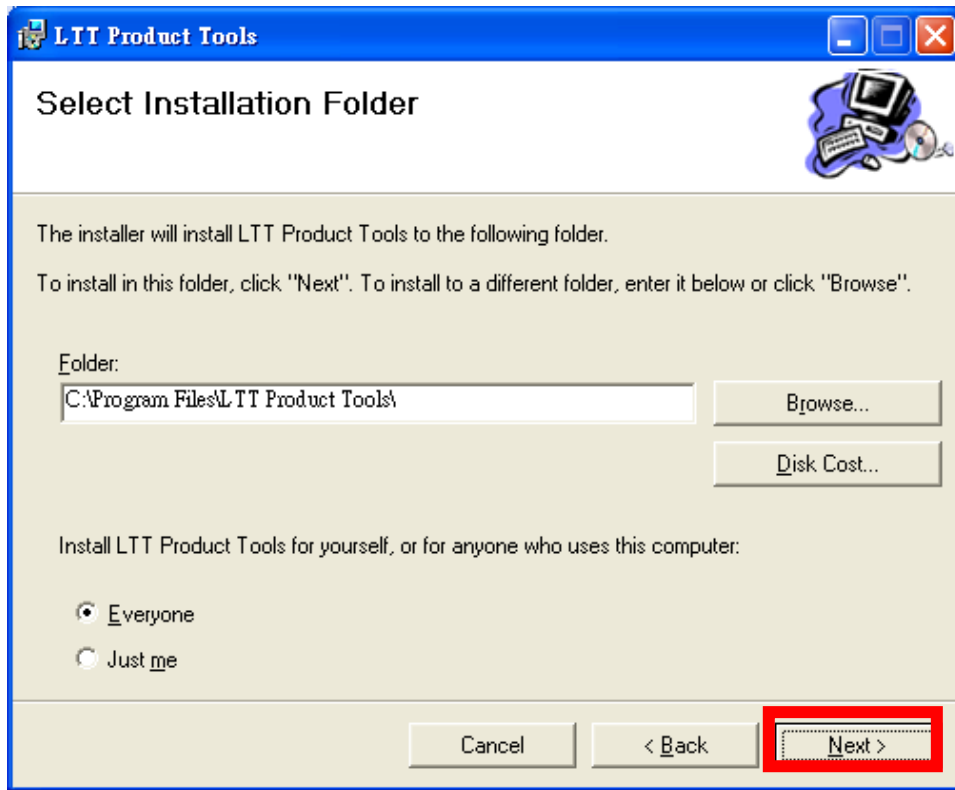 LTT Product Tools
Select Installation Folder
The installer will install LTT Product Tools to the following folder.
To install in this folder, click "Next". To install to a different folder, enter it below or click "Browse".
Folder:
C:\Program Files\LTT Product Tools\
Browse...
Disk Cost...
Install LTT Product Tools for yourself, or for anyone who uses this computer:
Everyone
Just me
Cancel
< Back
Next >